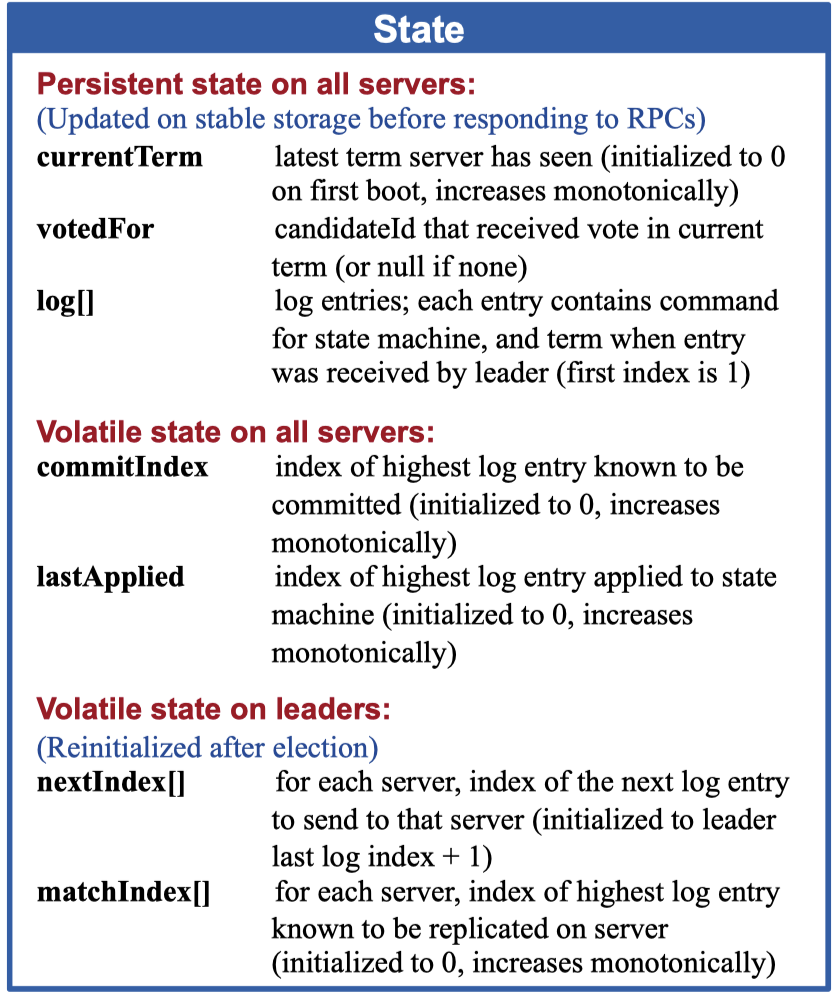 State
Persistent state on all servers:
(Updated on stable storage before responding to RPCs)
currentTerm latest term server has seen (initialized to 0
on first boot, increases monotonically)
votedFor candidateId that received vote in current
term (or null if none)
log[] log entries; each entry contains command
for state machine, and term when entry
was received by leader (first index is 1)
Volatile state on all servers:
commitIndex index of highest log entry known to be
committed (initialized to 0, increases
monotonically)
lastApplied index of highest log entry applied to state
machine (initialized to 0, increases
monotonically)
Volatile state on leaders:
(Reinitialized after election)
nextIndex[] for each server, index of the next log entry
to send to that server (initialized to leader
last log index + 1)
matchIndex[] for each server, index of highest log entry
known to be replicated on server
(initialized to 0, increases monotonically)